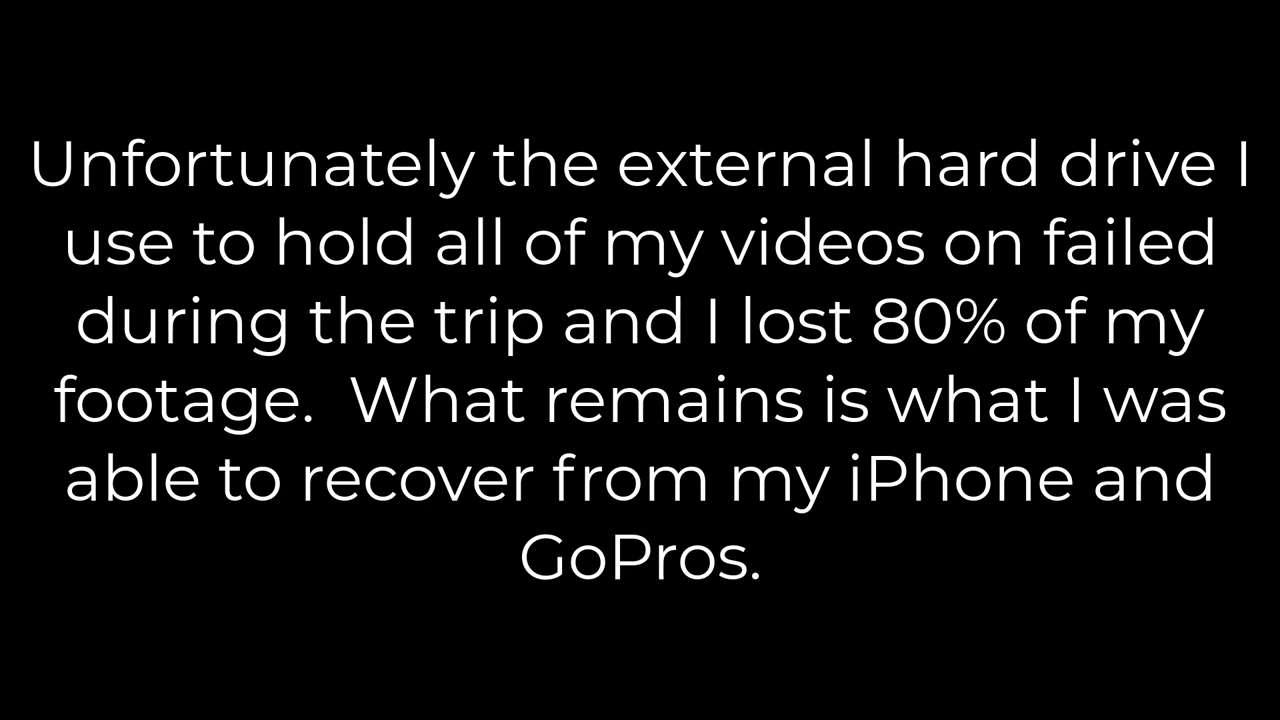 Unfortunately the external hard drive I
use to hold all of my videos on failed
during the trip and I lost 80% of my
footage.  What remains is what I was
able to recover from my iPhone and
GoPros.